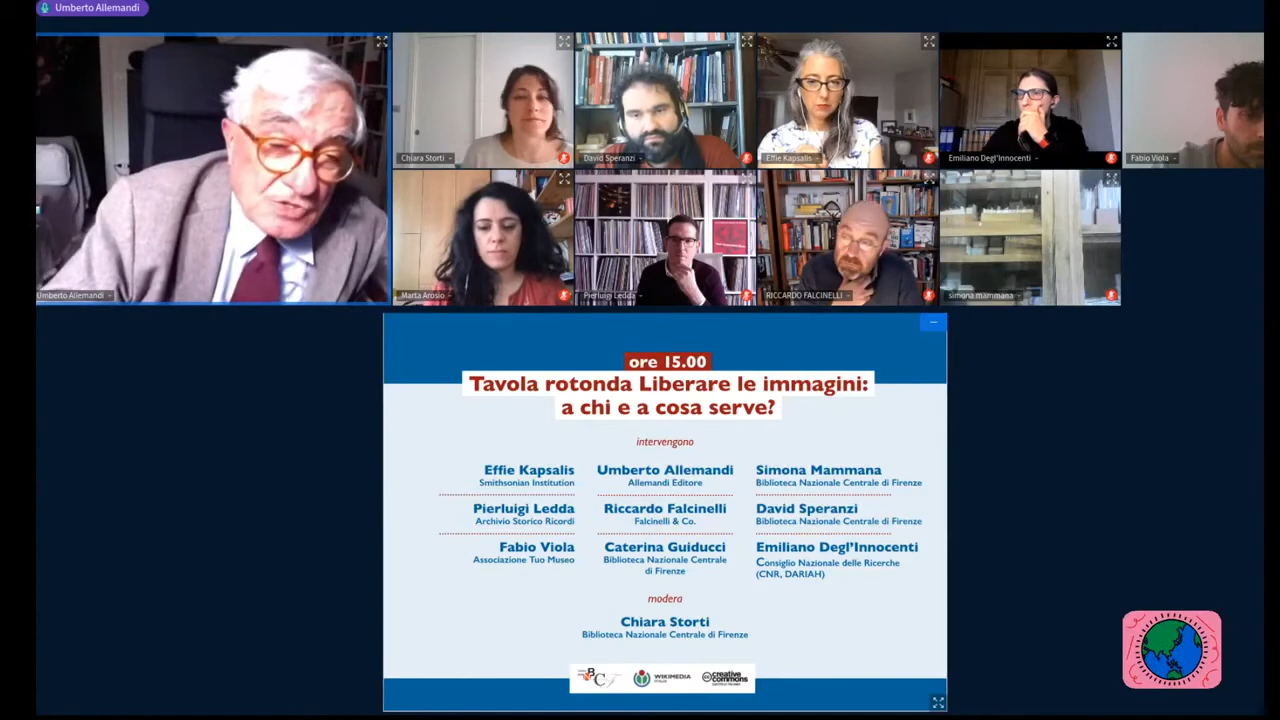 Umberto Allemandi
Umberto Allemandi
Chiara Storti
David Speranzi
Effie Kapsalis
Emiliano Degl'Innocenti
Fabio Viola
Marta Arosio
Pierluigi Ledda
RICCARDO FALCINELLI
simona mammana
ore 15.00
Tavola rotonda Liberare le immagini:
a chi e a cosa serve?
intervengono
Effie Kapsalis
Smithsonian Institution
Umberto Allemandi
Allemandi Editore
Simona Mammana
Biblioteca Nazionale Centrale di Firenze
Pierluigi Ledda
Archivio Storico Ricordi
Riccardo Falcinelli
Falcinelli & Co.
David Speranzi
Biblioteca Nazionale Centrale di Firenze
Fabio Viola
Associazione Tuo Museo
Caterina Guiducci
Biblioteca Nazionale Centrale
di Firenze
Emiliano Degl'Innocenti
Consiglio Nazionale delle Ricerche
(CNR, DARIAH)
modera
Chiara Storti
Biblioteca Nazionale Centrale di Firenze
WIKIMEDIA
ITALIA
creative
commons